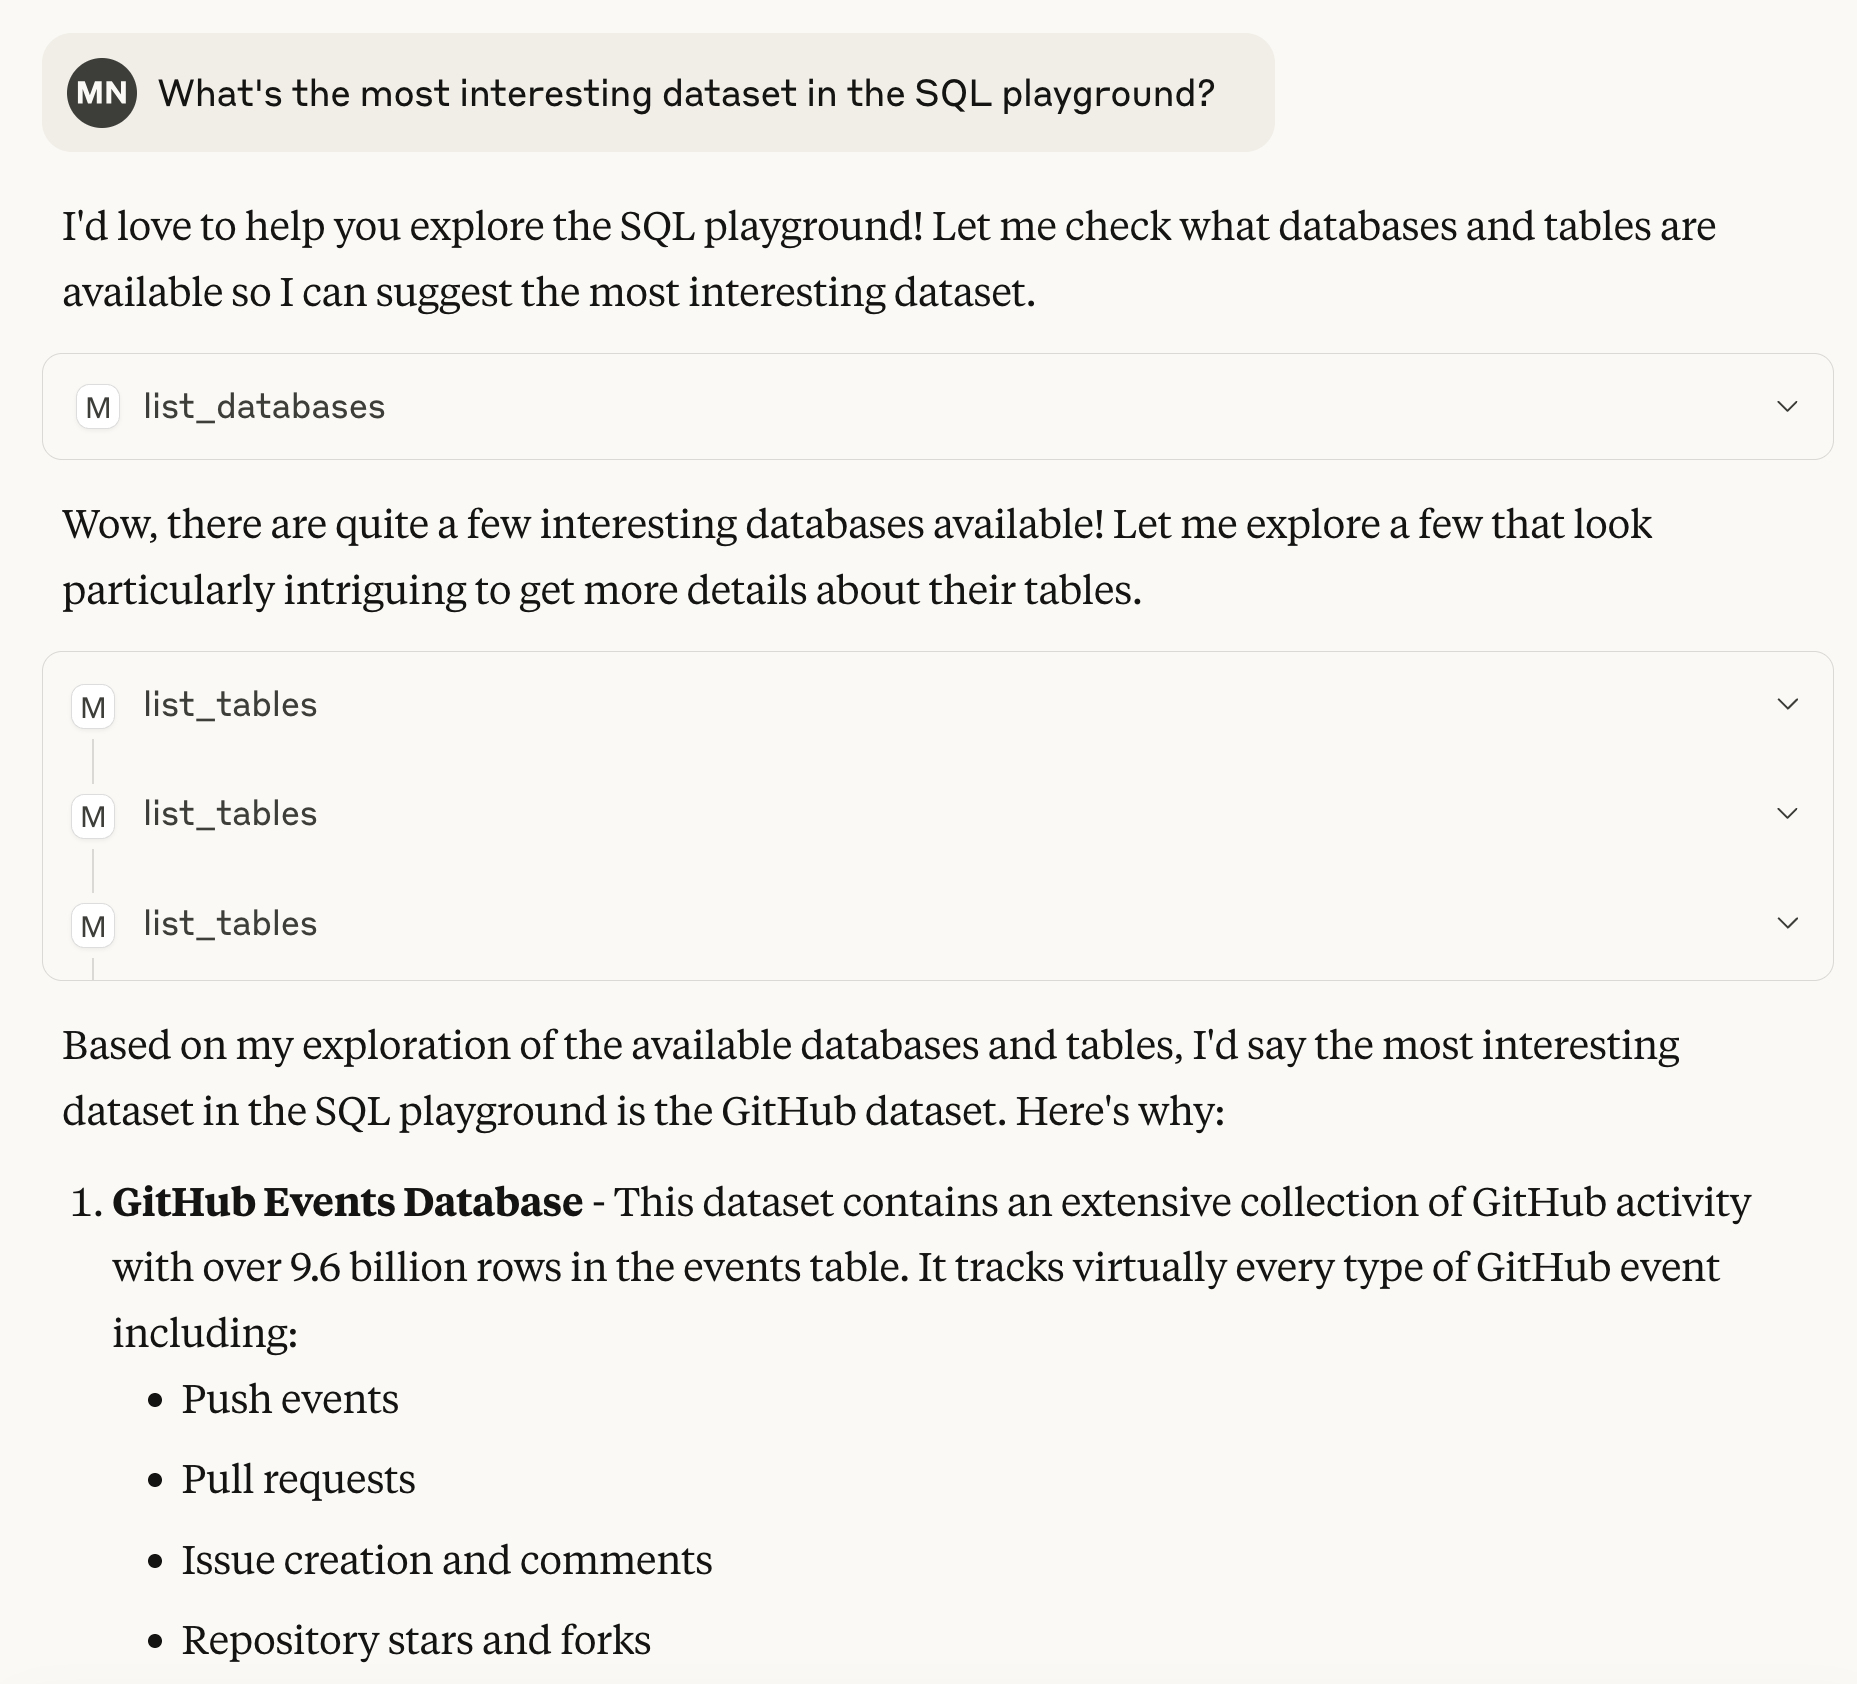 MN What's the most interesting dataset in the SQL playground?
I'd love to help you explore the SQL playground! Let me check what databases and tables are
available so I can suggest the most interesting dataset.
M list_databases
Wow, there are quite a few interesting databases available! Let me explore a few that look
particularly intriguing to get more details about their tables.
M list_tables
M list_tables
M list_tables
Based on my exploration of the available databases and tables, I'd say the most interesting
dataset in the SQL playground is the GitHub dataset. Here's why:
1. GitHub Events Database - This dataset contains an extensive collection of GitHub activity
with over 9.6 billion rows in the events table. It tracks virtually every type of GitHub event
including:
• Push events
• Pull requests
• Issue creation and comments
• Repository stars and forks